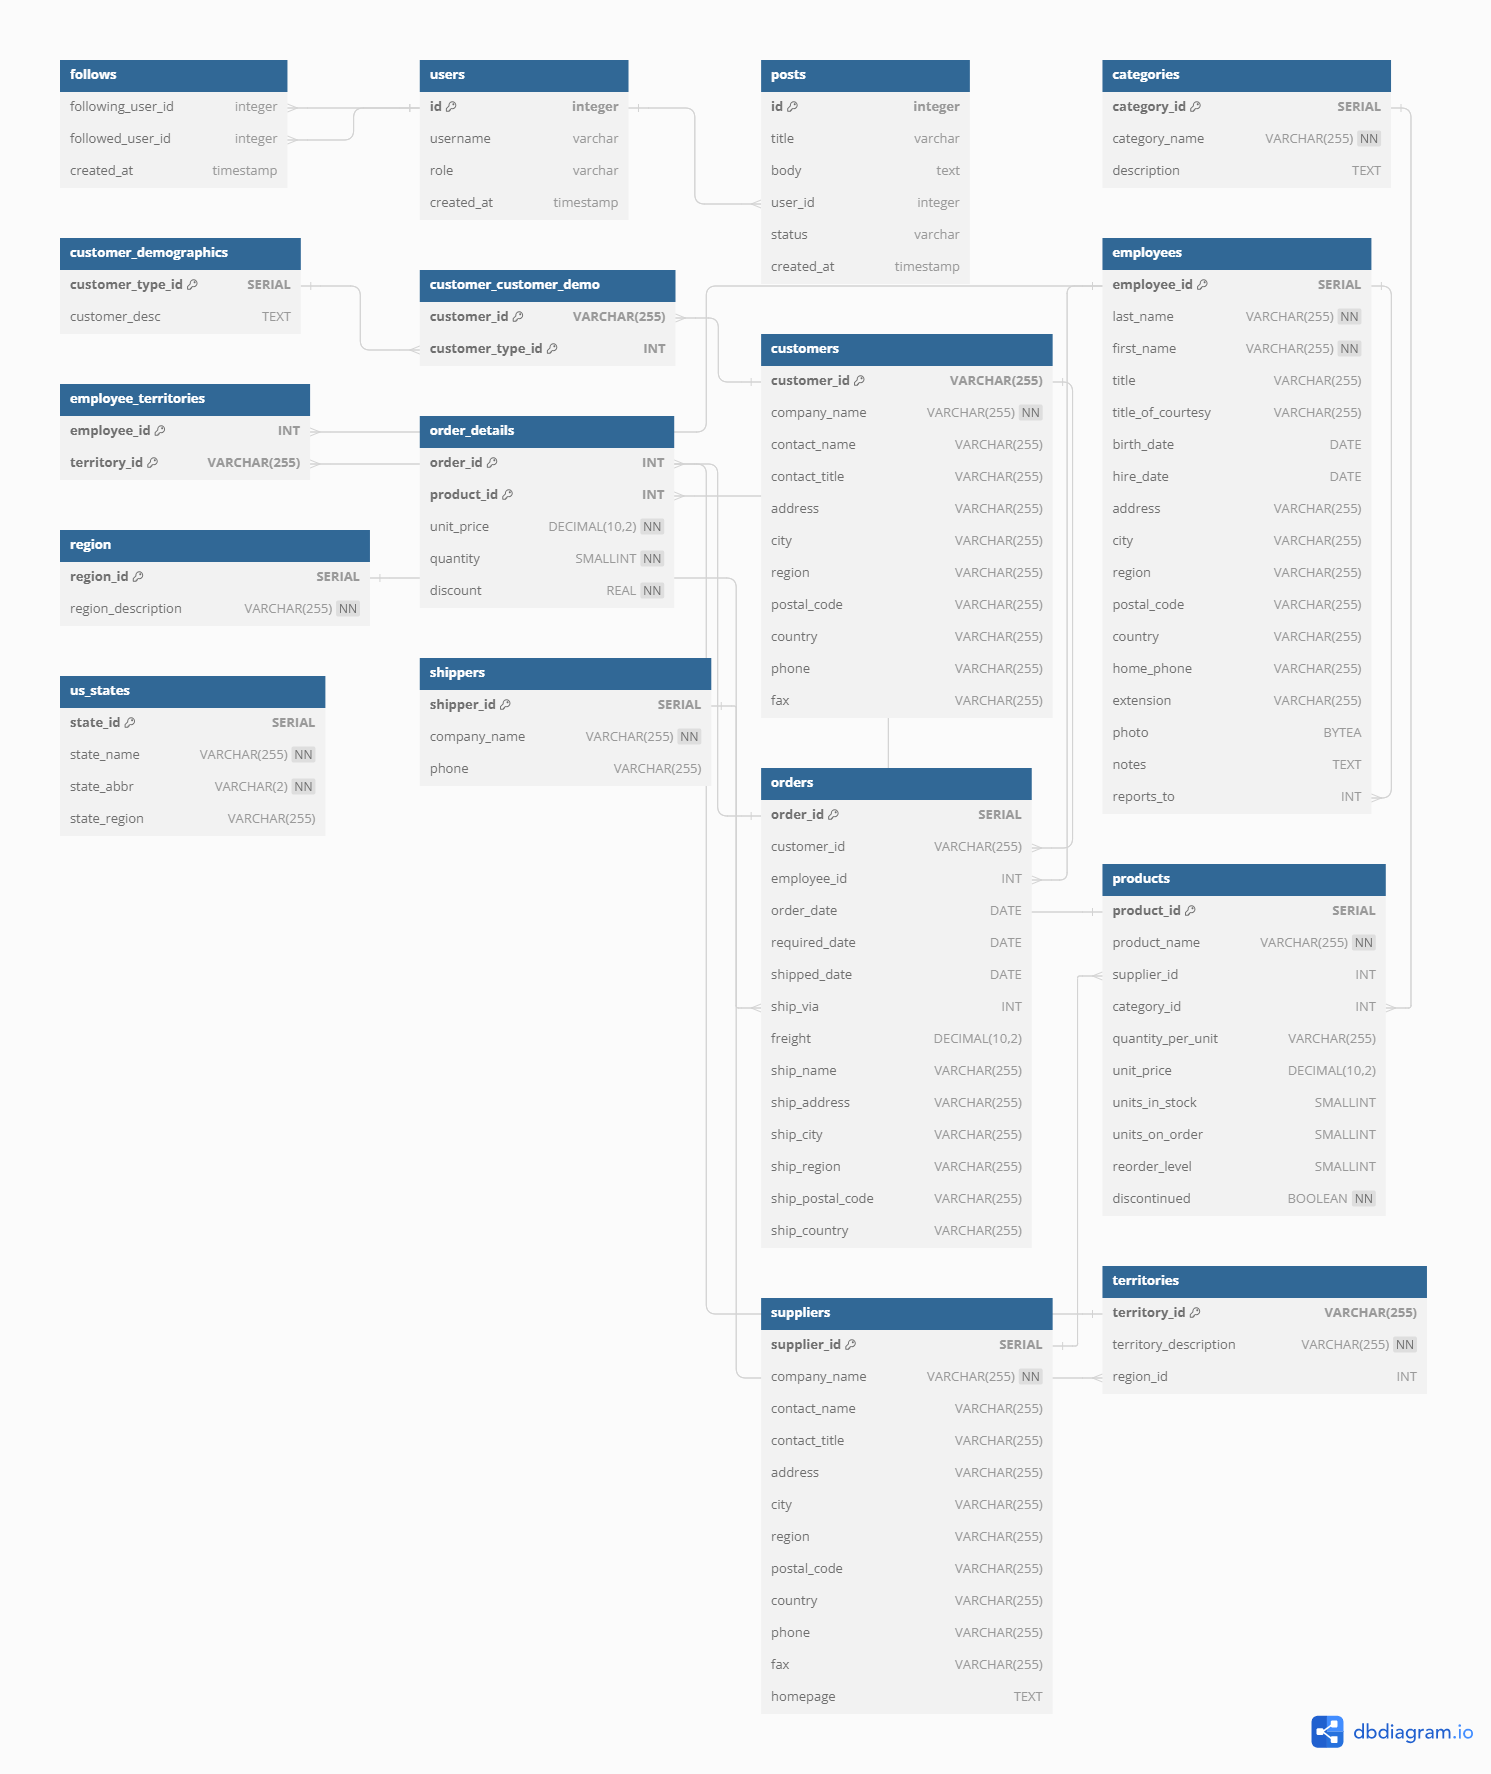 follows
following_user_id integer
followed_user_id integer
created_at timestamp
users
id integer
username varchar
role varchar
created_at timestamp
posts
id integer
title varchar
body text
user_id integer
status varchar
created_at timestamp
categories
category_id SERIAL
category_name VARCHAR(255) NN
description TEXT
customer_demographics
customer_type_id SERIAL
customer_desc TEXT
customer_customer_demo
customer_id VARCHAR(255)
customer_type_id INT
employees
employee_id SERIAL
last_name VARCHAR(255) NN
first_name VARCHAR(255) NN
title VARCHAR(255)
title_of_courtesy VARCHAR(255)
birth_date DATE
hire_date DATE
address VARCHAR(255)
city VARCHAR(255)
region VARCHAR(255)
postal_code VARCHAR(255)
country VARCHAR(255)
home_phone VARCHAR(255)
extension VARCHAR(255)
photo BYTEA
notes TEXT
reports_to INT
customers
customer_id VARCHAR(255)
company_name VARCHAR(255) NN
contact_name VARCHAR(255)
contact_title VARCHAR(255)
address VARCHAR(255)
city VARCHAR(255)
region VARCHAR(255)
postal_code VARCHAR(255)
country VARCHAR(255)
phone VARCHAR(255)
fax VARCHAR(255)
employee_territories
employee_id INT
territory_id VARCHAR(255)
order_details
order_id INT
product_id INT
unit_price DECIMAL(10,2) NN
quantity SMALLINT NN
discount REAL NN
region
region_id SERIAL
region_description VARCHAR(255) NN
shippers
shipper_id SERIAL
company_name VARCHAR(255) NN
phone VARCHAR(255)
us_states
state_id SERIAL
state_name VARCHAR(255) NN
state_abbr VARCHAR(2) NN
state_region VARCHAR(255)
orders
order_id SERIAL
customer_id VARCHAR(255)
employee_id INT
order_date DATE
required_date DATE
shipped_date DATE
ship_via INT
freight DECIMAL(10,2)
ship_name VARCHAR(255)
ship_address VARCHAR(255)
ship_city VARCHAR(255)
ship_region VARCHAR(255)
ship_postal_code VARCHAR(255)
ship_country VARCHAR(255)
products
product_id SERIAL
product_name VARCHAR(255) NN
supplier_id INT
category_id INT
quantity_per_unit VARCHAR(255)
unit_price DECIMAL(10,2)
units_in_stock SMALLINT
units_on_order SMALLINT
reorder_level SMALLINT
discontinued BOOLEAN NN
suppliers
supplier_id SERIAL
company_name VARCHAR(255) NN
contact_name VARCHAR(255)
contact_title VARCHAR(255)
address VARCHAR(255)
city VARCHAR(255)
region VARCHAR(255)
postal_code VARCHAR(255)
country VARCHAR(255)
phone VARCHAR(255)
fax VARCHAR(255)
homepage TEXT
territories
territory_id VARCHAR(255)
territory_description VARCHAR(255) NN
region_id INT
dbdiagram.io